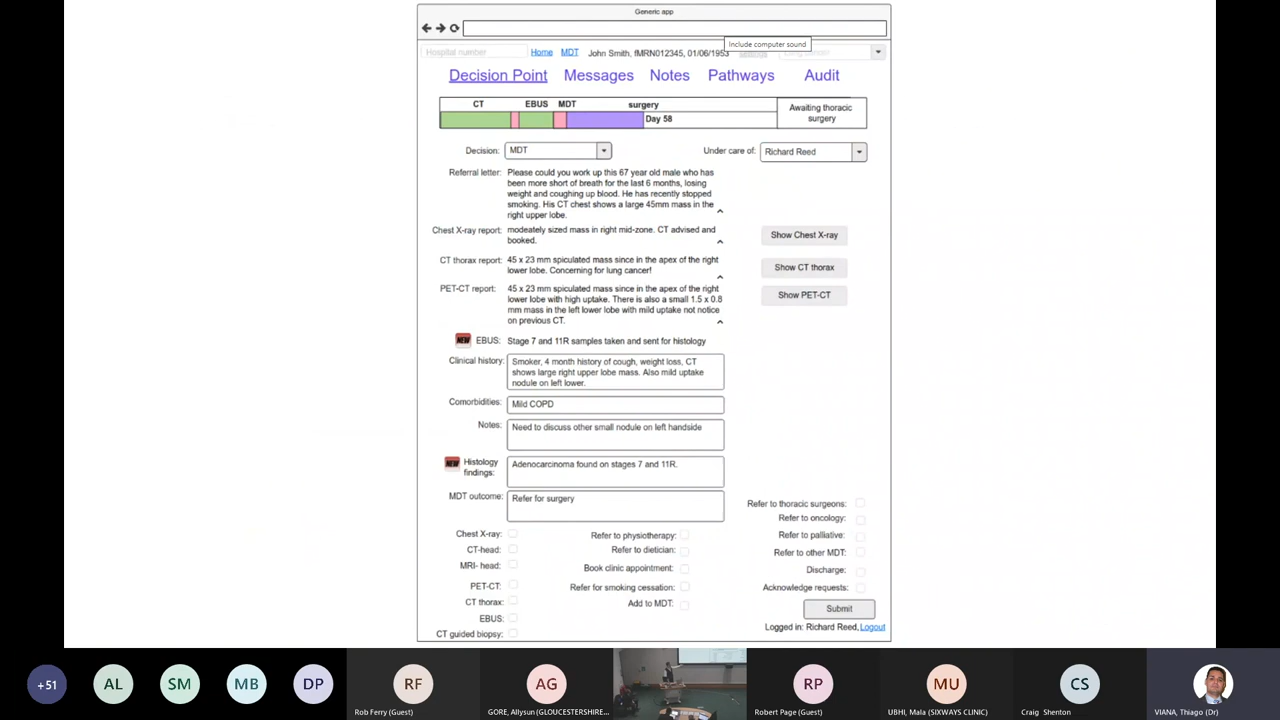 Generic app
Include computer sound
Hospital number Home MDT John Smith, fMRN012345, 01/06/1953
Decision Point Messages Notes Pathways Audit
CT EBUS MDT surgery
Day 58
Awaiting thoracic
surgery
Decision: MDT Under care of: Richard Reed
Referral letter: Please could you work up this 67 year old male who has
been more short of breath for the last 6 months, losing
weight and coughing up blood. He has recently stopped
smoking. His CT chest shows a large 45mm mass in the
right upper lobe.
Chest X-ray report: modeately sized mass in right mid-zone. CT advised and
booked.
Show Chest X-ray
CT thorax report: 45 x 23 mm spiculated mass since in the apex of the right
lower lobe. Concerning for lung cancer!
Show CT thorax
PET-CT report: 45 x 23 mm spiculated mass since in the apex of the right
lower lobe with high uptake. There is also a small 1.5 x 0.8
mm mass in the left lower lobe with mild uptake not notice
on previous CT.
Show PET-CT
NEW EBUS: Stage 7 and 11R samples taken and sent for histology
Clinical history: Smoker, 4 month history of cough, weight loss, CT
shows large right upper lobe mass. Also mild uptake
nodule on left lower.
Comorbidities: Mild COPD
Notes: Need to discuss other small nodule on left handside
NEW Histology
findings:
Adenocarcinoma found on stages 7 and 11R.
MDT outcome: Refer for surgery
Chest X-ray:
CT-head:
MRI- head:
PET-CT:
CT thorax:
EBUS:
CT guided biopsy:
Refer to physiotherapy:
Refer to dietician:
Book clinic appointment:
Refer for smoking cessation:
Add to MDT:
Refer to thoracic surgeons:
Refer to oncology:
Refer to palliative:
Refer to other MDT:
Discharge:
Acknowledge requests:
Submit
Logged in: Richard Reed, Logout
+51 AL SM MB DP RF AG RP MU CS
Rob Ferry (Guest) GORE, Allysun (GLOUCESTERSHIRE... Robert Page (Guest) UBHI, Mala (SIXWAYS CLINIC) Craig Shenton VIANA, Thiago (Dr)